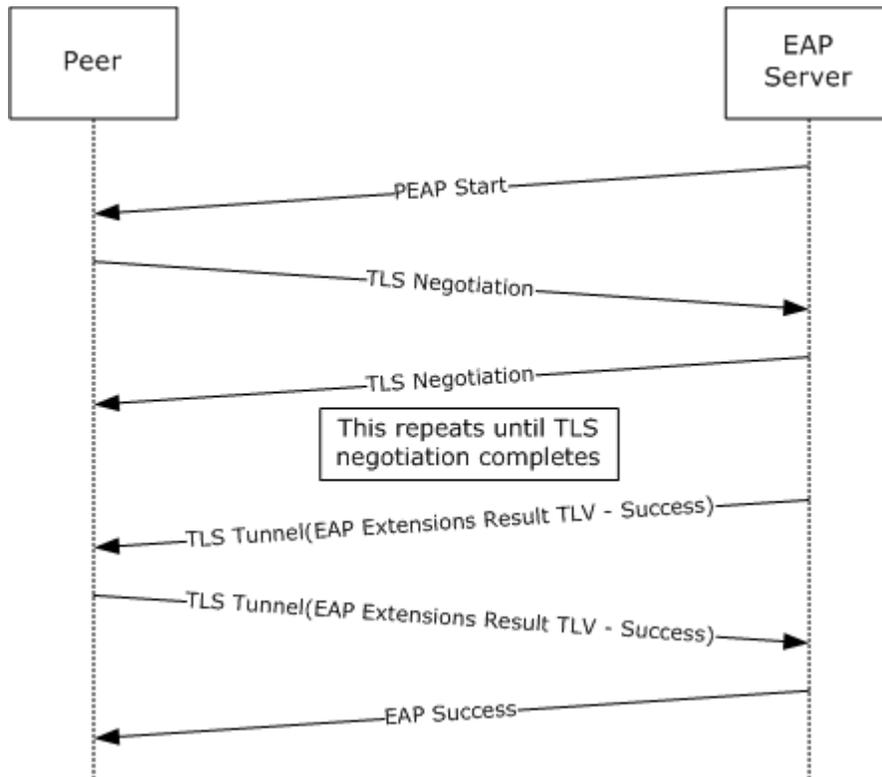 Peer
EAP
Server
PEAP Start
TLS Negotiation
TLS Negotiation
This repeats until TLS
negotiation completes
TLS Tunnel(EAP Extensions Result TLV - Success)
TLS Tunnel(EAP Extensions Result TLV - Success)
EAP Success